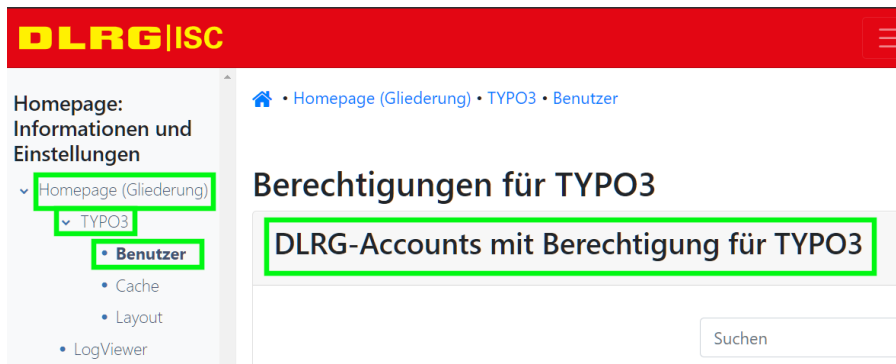 DLRG|ISC
Homepage:
Informationen und
Einstellungen
Homepage (Gliederung)
TYPO3
• Benutzer
• Cache
• Layout
• LogViewer
• Homepage (Gliederung) • TYPO3 • Benutzer
Berechtigungen für TYPO3
DLRG-Accounts mit Berechtigung für TYPO3
Suchen